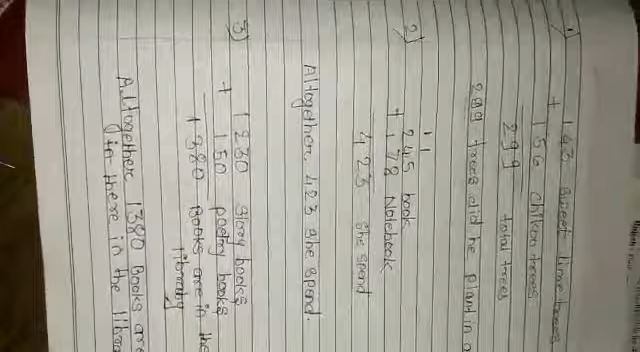 1) 143 sweet lime trees
+ 156 chikoo trees
299 total trees
299 trees did he plant in a
2) 11
245 book
+ 178 Notebook
423 she spend
Altogether 423 she spend.
3) 1230 story books
+ 150 poetry books
1380 Books are in the
library
Altogether 1380 Books are
in there in the libra